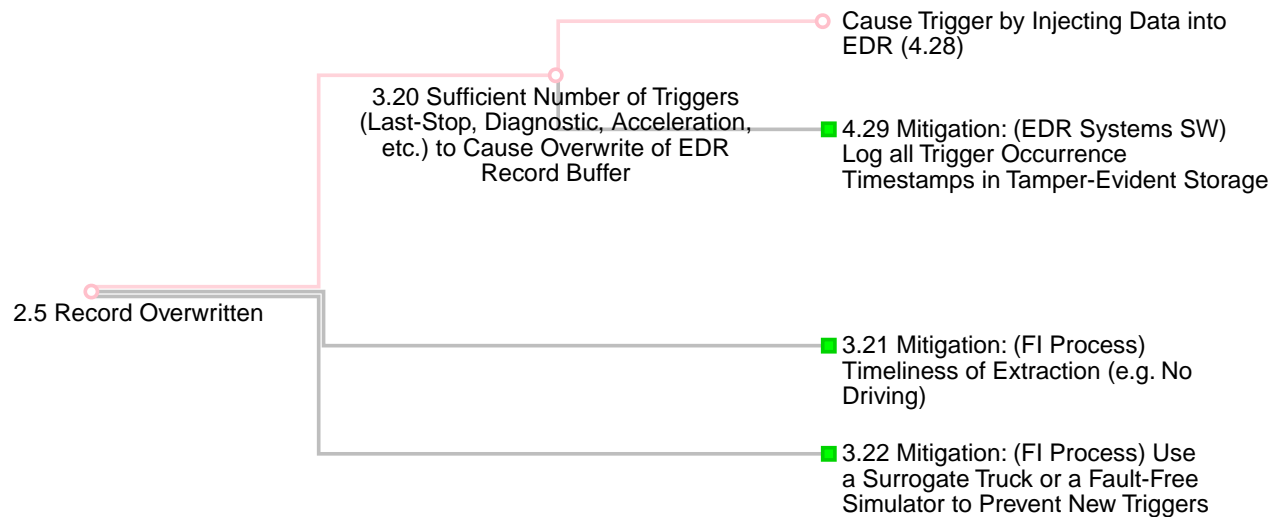 Cause Trigger by Injecting Data into
EDR (4.28)
3.20 Sufficient Number of Triggers
(Last-Stop, Diagnostic, Acceleration,
etc.) to Cause Overwrite of EDR
Record Buffer
4.29 Mitigation: (EDR Systems SW)
Log all Trigger Occurrence
Timestamps in Tamper-Evident Storage
2.5 Record Overwritten
3.21 Mitigation: (FI Process)
Timeliness of Extraction (e.g. No
Driving)
3.22 Mitigation: (FI Process) Use
a Surrogate Truck or a Fault-Free
Simulator to Prevent New Triggers